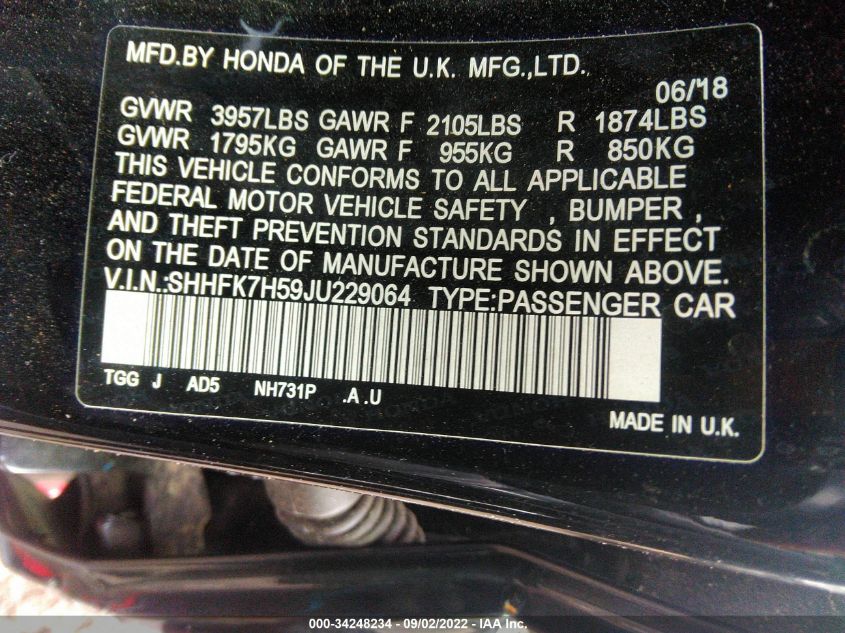 MFD.BY HONDA OF THE U.K. MFG.,LTD.
06/18
GVWR 3957LBS GAWR F 2105LBS R 1874LBS
GVWR 1795KG GAWR F 955KG R 850KG
THIS VEHICLE CONFORMS TO ALL APPLICABLE
FEDERAL MOTOR VEHICLE SAFETY , BUMPER ,
AND THEFT PREVENTION STANDARDS IN EFFECT
ON THE DATE OF MANUFACTURE SHOWN ABOVE.
V.I.N.:SHHFK7H59JU229064 TYPE:PASSENGER CAR
TGG J AD5 NH731P .A .U
MADE IN U.K.
000-34248234 - 09/02/2022 - IAA Inc.